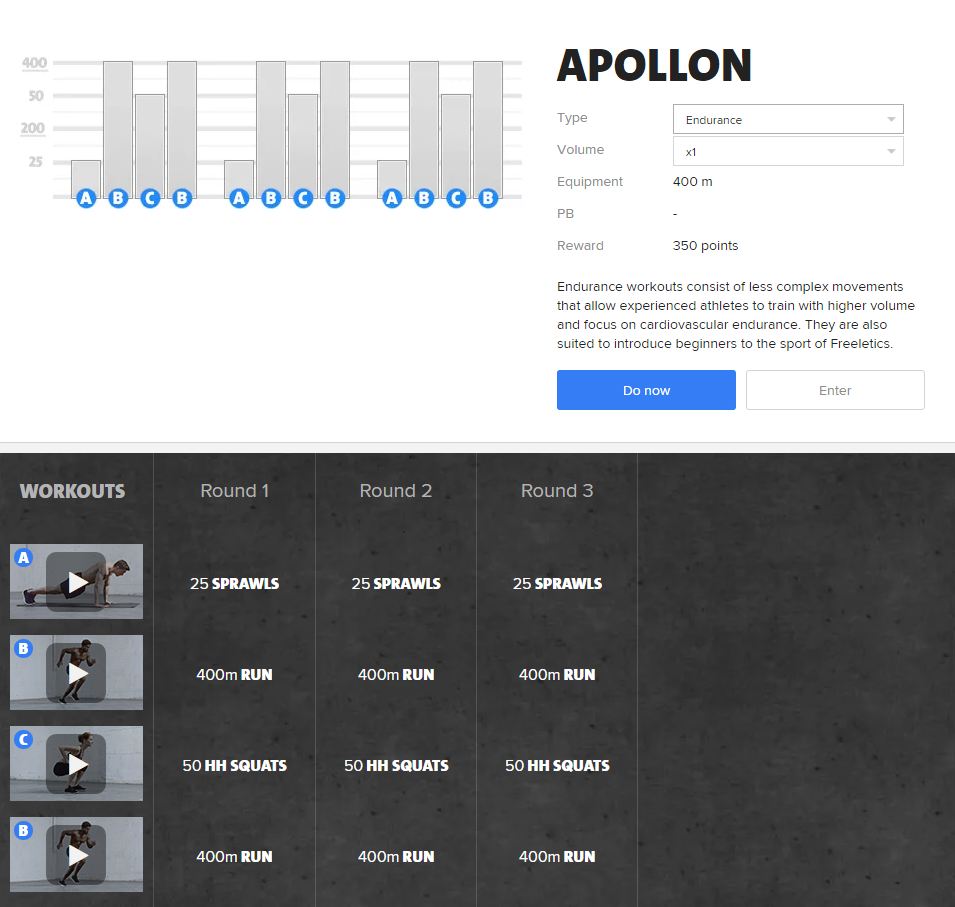 400
50
200
25
A B C B A B C B A B C B
APOLLON
Type Endurance
Volume x1
Equipment 400 m
PB -
Reward 350 points
Endurance workouts consist of less complex movements
that allow experienced athletes to train with higher volume
and focus on cardiovascular endurance. They are also
suited to introduce beginners to the sport of Freeletics.
Do now Enter
WORKOUTS Round 1 Round 2 Round 3
A 25 SPRAWLS 25 SPRAWLS 25 SPRAWLS
B 400m RUN 400m RUN 400m RUN
C 50 HH SQUATS 50 HH SQUATS 50 HH SQUATS
B 400m RUN 400m RUN 400m RUN